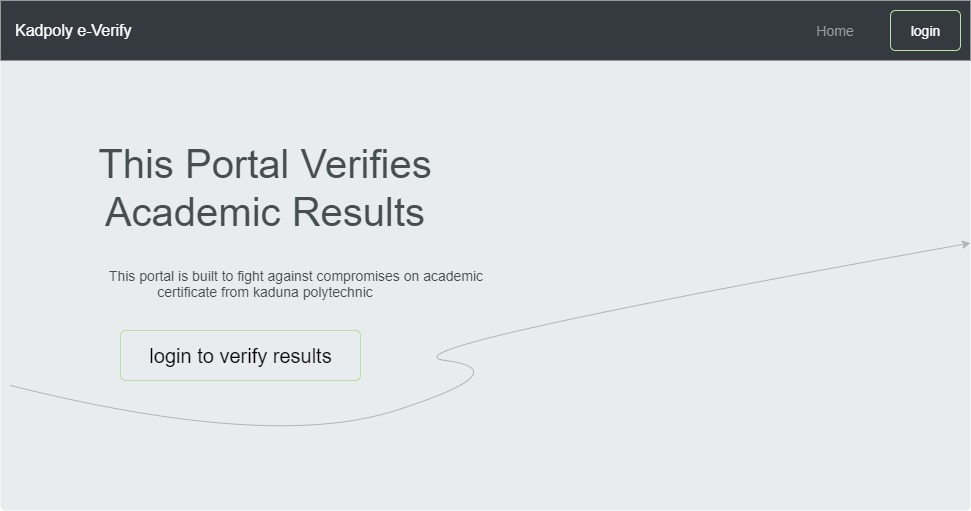 Kadpoly e-Verify
Home
login
This Portal Verifies
Academic Results
This portal is built to fight against compromises on academic
certificate from kaduna polytechnic
login to verify results